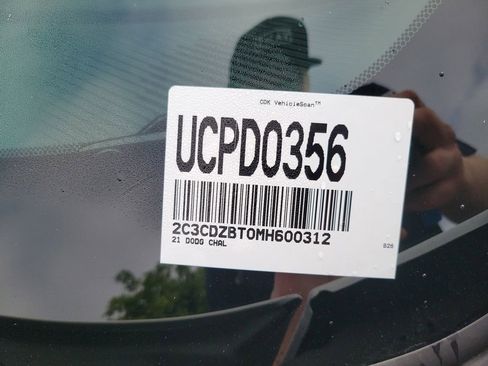 CDK VehicleScan™
UCPD0356
2C3CDZBT0MH600312
21 DODG CHAL
B26